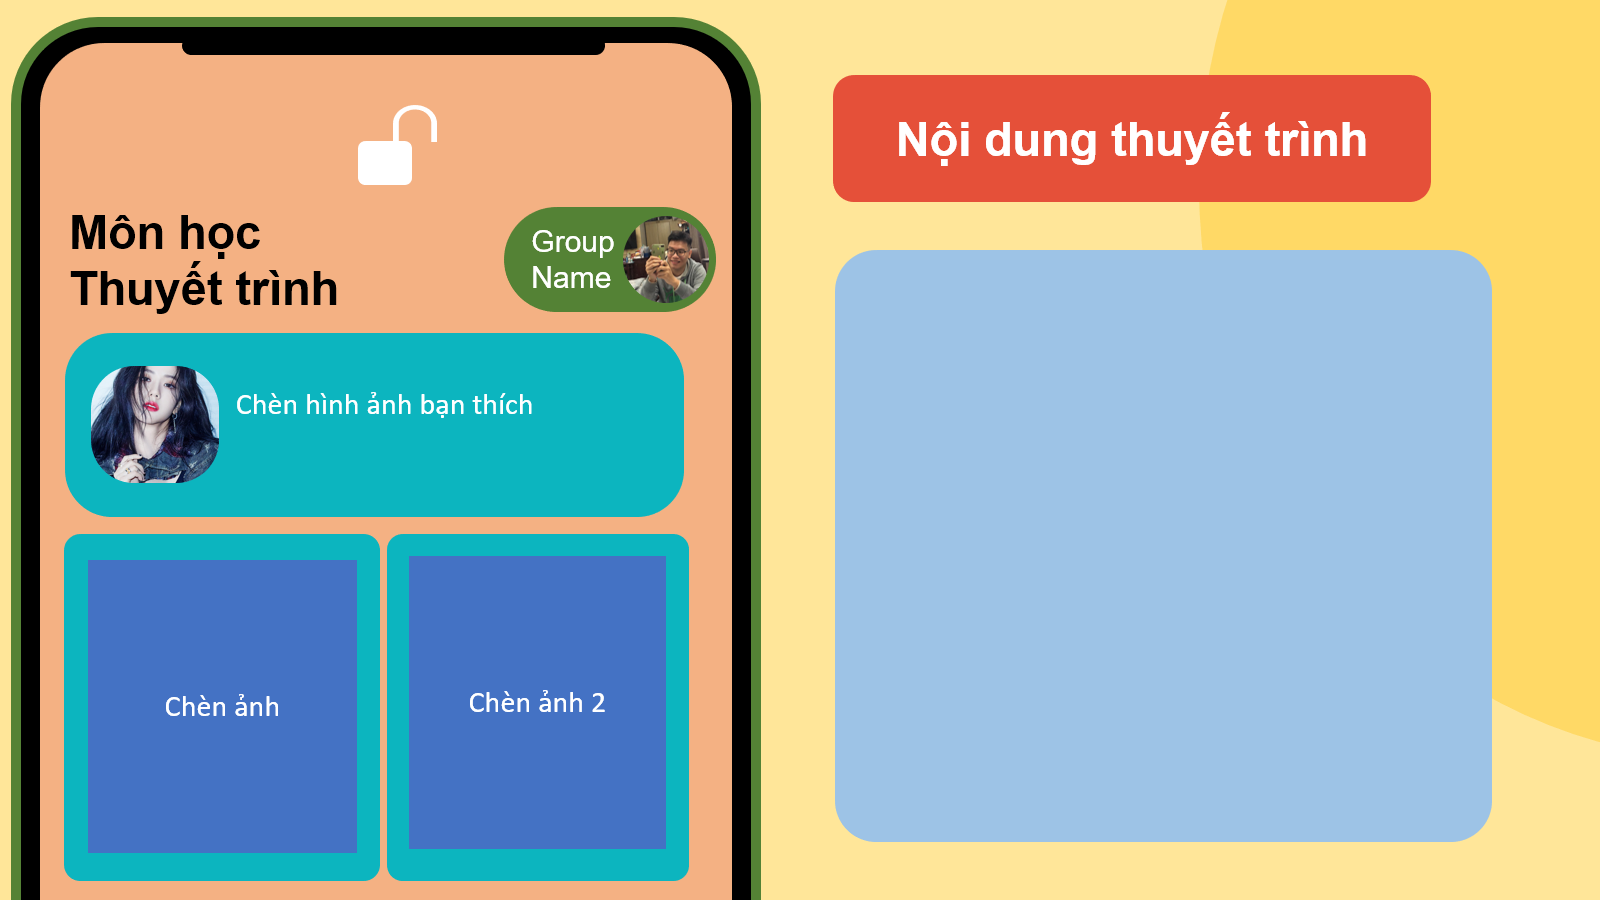 Môn học
Thuyết trình
Group
Name
Chèn hình ảnh bạn thích
Chèn ảnh
Chèn ảnh 2
Nội dung thuyết trình